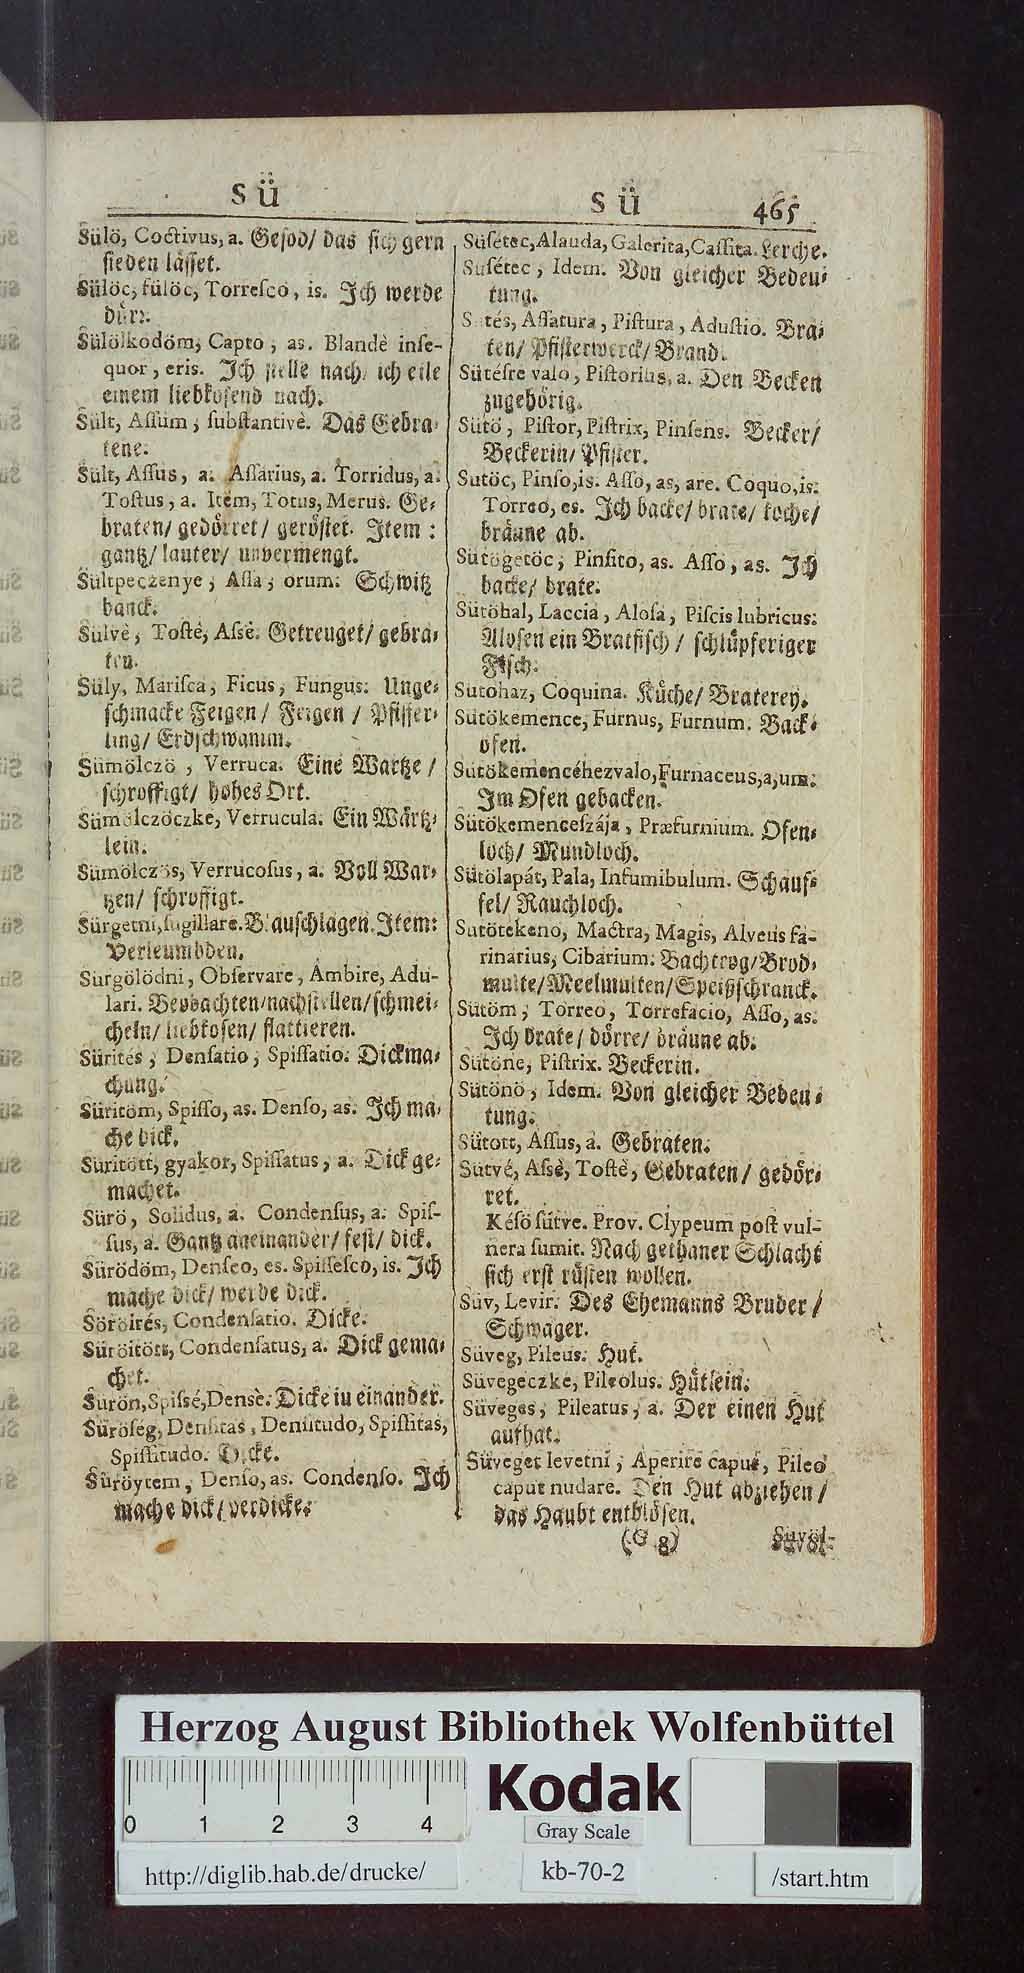 SÜ
Sülö, Coctivus, a. Gesod/ das sich gern
sieden lässet.
Sülöc, fülöc, Torresco, is. Ich werde
dürr.
Sülölkodöm, Capto, as. Blandè inse-
quor, eris. Ich stelle nach/ ich eile
einem liebkosend nach.
Sült, Assum, substantivè. Das Gebra-
tene.
Sült, Assus, a. Assarius, a. Torridus, a.
Tostus, a. Item, Totus, Merus. Ge-
braten/ gedörret/ geröstet. Item:
gantz/ lauter/ unvermengt.
Sültpeczenye, Assa, orum. Schwitz
banck.
Sülvè, Tostè, Assè. Getreuget/ gebra-
ten.
Süly, Marisca, Ficus, Fungus. Unge-
schmacke Feigen/ Feigen/ Pfiffer-
ling/ Erdschwamm.
Sümölczö, Verruca. Eine Wartze/
schroffigt/ hohes Ort.
Sümölczöczke, Verrucula. Ein Wärtz-
lein.
Sümölczös, Verrucosus, a. Voll War-
tzen/ schroffigt.
Sürgetni, sugillare. Blauschlagen. Item:
Verleumbden.
Surgölödni, Observare, Ambire, Adu-
lari. Beobachten/nachstellen/schmei-
cheln/ liebkosen/ flattieren.
Sürités, Densatio, Spissatio. Dickma-
chung.
Süritöm, Spisso, as. Denso, as. Ich ma-
che dick.
Süritött, gyakor, Spissatus, a. Dick ge-
machet.
Sürö, Solidus, a. Condensus, a. Spis-
sus, a. Gantz aneinander/ fest/ dick.
Sürödöm, Denseo, es. Spissesco, is. Ich
mache dick/ werde dick.
Söröirés, Condensatio. Dicke.
Süröitött, Condensatus, a. Dick gema-
chet.
Sürön, Spissé, Densè. Dicke in einander.
Süröség, Densitas, Densitudo, Spissitas,
Spissitudo. Dicke.
Süröytem, Denso, as. Condenso. Ich
mache dick/ verdicke.
SÜ 465
Süsétec, Alauda, Galerita, Cassita. Lerche.
Susétec, Idem. Von gleicher Bedeu-
tung.
Sütés, Assatura, Pistura, Adustio. Bra-
ten/ Pfisterwerck/ Brand.
Sütésre valo, Pistorius, a. Den Becken
zugehörig.
Sütö, Pistor, Pistrix, Pinsens. Becker/
Beckerin/ Pfister.
Sutöc, Pinso, is. Asso, as, are. Coquo, is.
Torreo, es. Ich backe/ brate/ koche/
bräune ab.
Sütögetöc, Pinsito, as. Asso, as. Ich
backe/ brate.
Sütöhal, Laccia, Alosa, Piscis lubricus.
Alosen ein Bratfisch/ schlüpferiger
Fisch.
Sutöhaz, Coquina. Küche/ Braterey.
Sütökemence, Furnus, Furnum. Back-
ofen.
Sütökemencéhezvalo, Furnaceus, a, um.
Im Ofen gebacken.
Sütökemenceszája, Præfurnium. Ofen-
loch/ Mundloch.
Sütölapát, Pala, Infumibulum. Schauf-
fel/ Rauchloch.
Sutötekeno, Mactra, Magis, Alveus fa-
rinarius, Cibarium. Bachtrog/Brod-
multe/Meelmulten/Speißschranck.
Sütöm, Torreo, Torrefacio, Asso, as.
Ich brate/ dörre/ bräune ab.
Sütöne, Pistrix. Beckerin.
Sütönö, Idem. Von gleicher Bedeu-
tung.
Sütött, Assus, a. Gebraten.
Sütvé, Assè, Tostè, Gebraten/ gedör-
ret.
Késö sütve. Prov. Clypeum post vul-
nera sumit. Nach gethaner Schlacht
sich erst rüsten wollen.
Süv, Levir. Des Ehemanns Bruder/
Schwager.
Süveg, Pileus. Hut.
Süvegeczke, Pileolus. Hütlein.
Süveges, Pileatus, a. Der einen Hut
aufhat.
Süveget levetni, Aperire caput, Pileo
caput nudare. Den Hut abziehen/
das Haubt entblösen.
(G g) Süvöl-
Herzog August Bibliothek Wolfenbüttel
0 1 2 3 4
Kodak
Gray Scale
http://diglib.hab.de/drucke/ kb-70-2 /start.htm